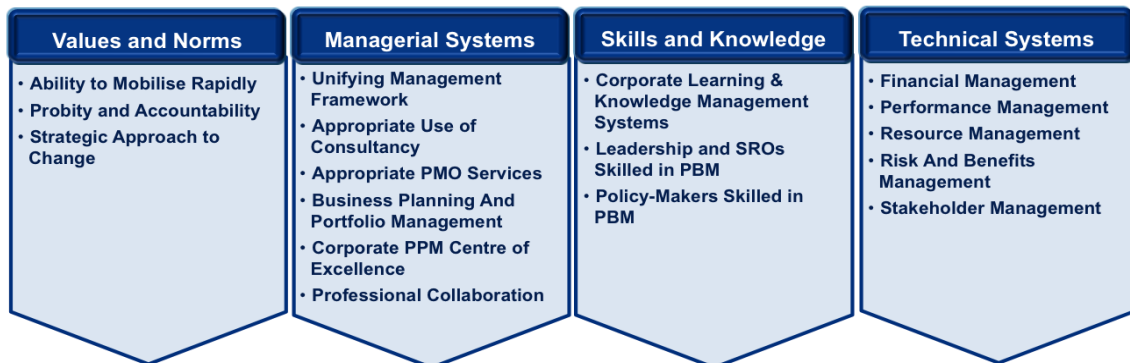 Values and Norms
• Ability to Mobilise Rapidly
• Probity and Accountability
• Strategic Approach to
Change
Managerial Systems
• Unifying Management
Framework
• Appropriate Use of
Consultancy
• Appropriate PMO Services
• Business Planning And
Portfolio Management
• Corporate PPM Centre of
Excellence
• Professional Collaboration
Skills and Knowledge
• Corporate Learning &
Knowledge Management
Systems
• Leadership and SROs
Skilled in PBM
• Policy-Makers Skilled in
PBM
Technical Systems
• Financial Management
• Performance Management
• Resource Management
• Risk And Benefits
Management
• Stakeholder Management